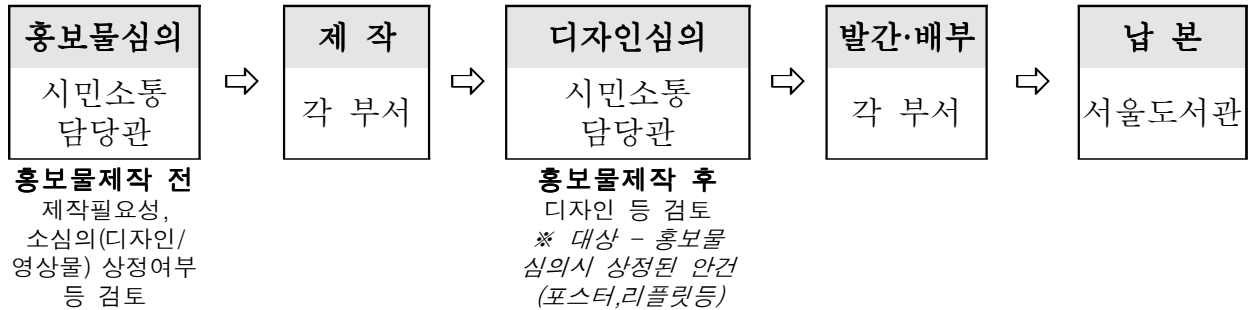 홍보물심의
시민소통
담당관
홍보물제작 전
제작필요성,
소심의(디자인/
영상물) 상정여부
등 검토
⇨
제 작
각 부서
⇨
디자인심의
시민소통
담당관
홍보물제작 후
디자인 등 검토
※ 대상 - 홍보물
심의시 상정된 안건
(포스터,리플릿등)
⇨
발간·배부
각 부서
⇨
납 본
서울도서관